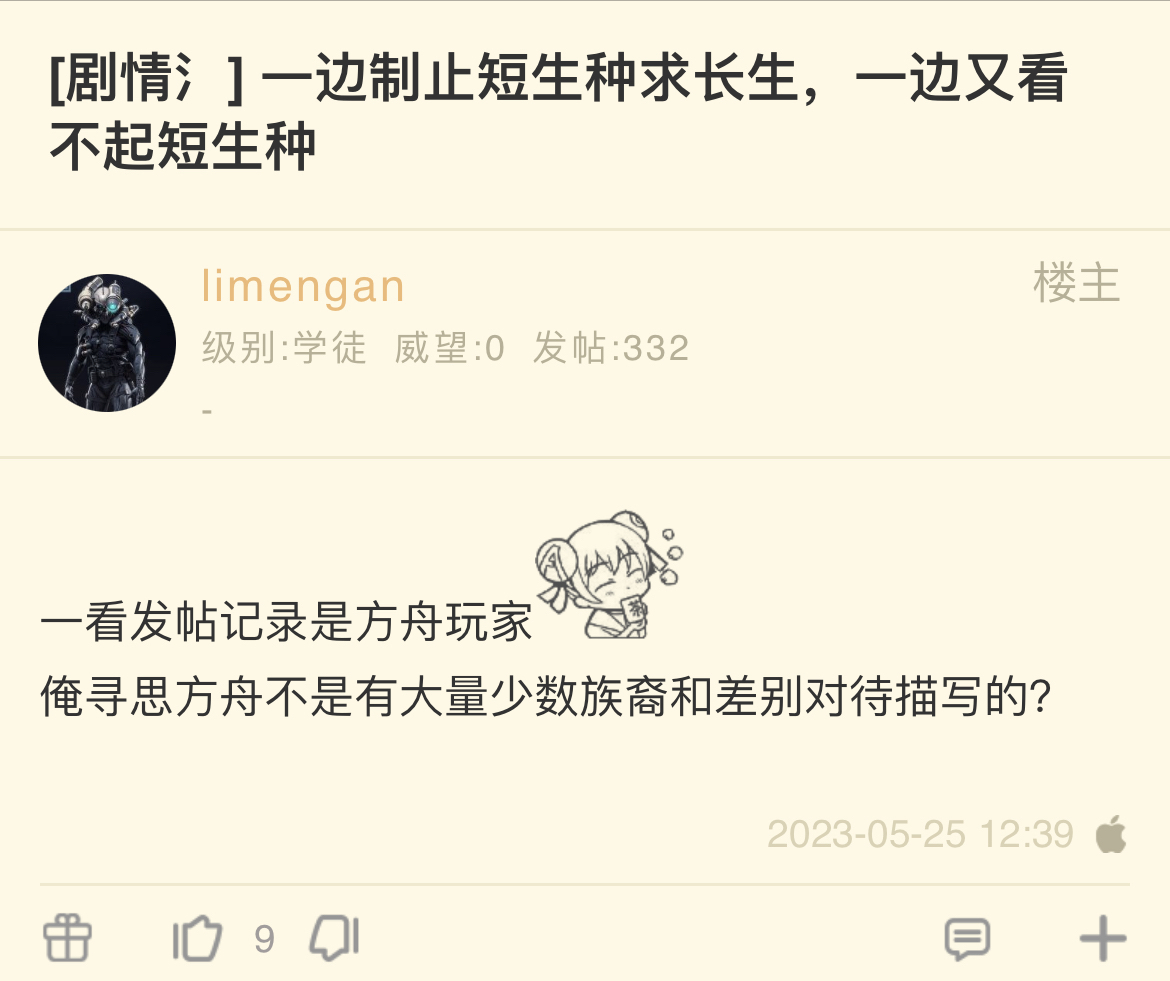 [剧情氵 ] 一边制止短生种求长生，一边又看
不起短生种
limengan
楼主
级别:学徒 威望:0 发帖:332
-
一看发帖记录是方舟玩家
茶
俺寻思方舟不是有大量少数族裔和差别对待描写的?
2023-05-25 12:39
9